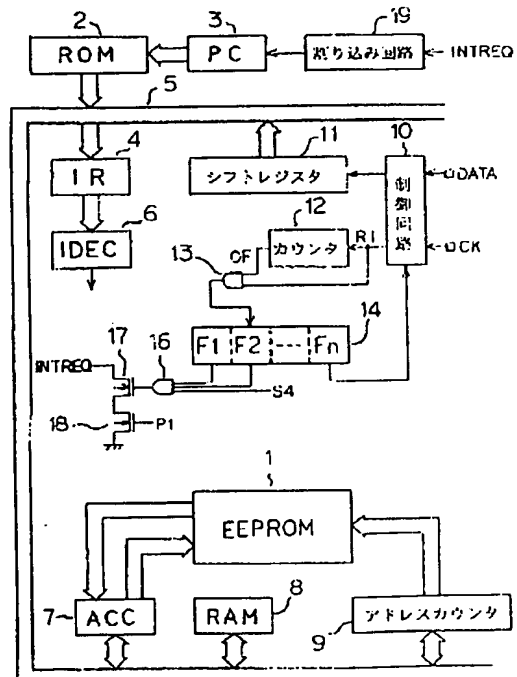 2
3
19
ROM
PC
割り込み回路
INTREQ
5
4
11
10
IR
シフトレジスタ
制御回路
DATA
CK
6
12
IDEC
カウンタ
R1
OF
13
14
F1 F2 --- Fn
17
16
INTREQ
S4
18
P1
1
EEPROM
7
ACC
8
RAM
アドレスカウンタ
9